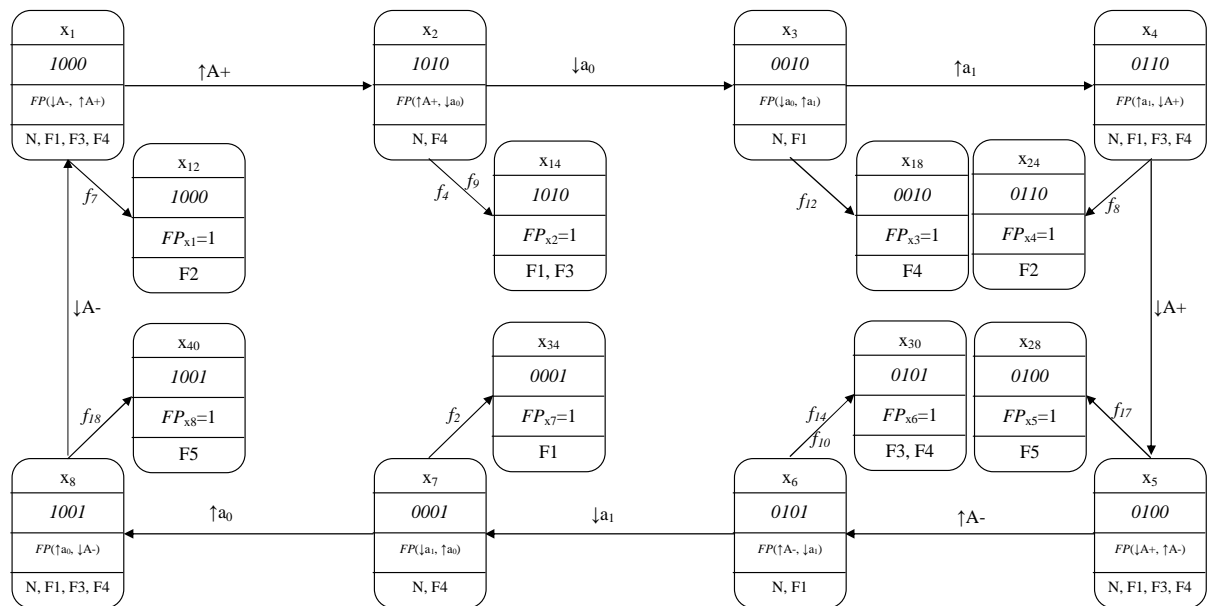 x₁
1000
FP(↓A-, ↑A+)
N, F1, F3, F4
↑A+
x₂
1010
FP(↑A+, ↓a₀)
N, F4
↓a₀
x₃
0010
FP(↓a₀, ↑a₁)
N, F1
↑a₁
x₄
0110
FP(↑a₁, ↓A+)
N, F1, F3, F4
f₇
x₁₂
1000
FPₓ₁=1
F2
f₄
f₉
x₁₄
1010
FPₓ₂=1
F1, F3
f₁₂
x₁₈
0010
FPₓ₃=1
F4
x₂₄
0110
FPₓ₄=1
F2
f₈
↓A-
↓A+
x₄₀
1001
FPₓ₈=1
F5
f₁₈
x₃₄
0001
FPₓ₇=1
F1
f₂
x₃₀
0101
FPₓ₆=1
F3, F4
f₁₄
f₁₀
x₂₈
0100
FPₓ₅=1
F5
f₁₇
x₈
1001
FP(↑a₀, ↓A-)
N, F1, F3, F4
↑a₀
x₇
0001
FP(↓a₁, ↑a₀)
N, F4
↓a₁
x₆
0101
FP(↑A-, ↓a₁)
N, F1
↑A-
x₅
0100
FP(↓A+, ↑A-)
N, F1, F3, F4